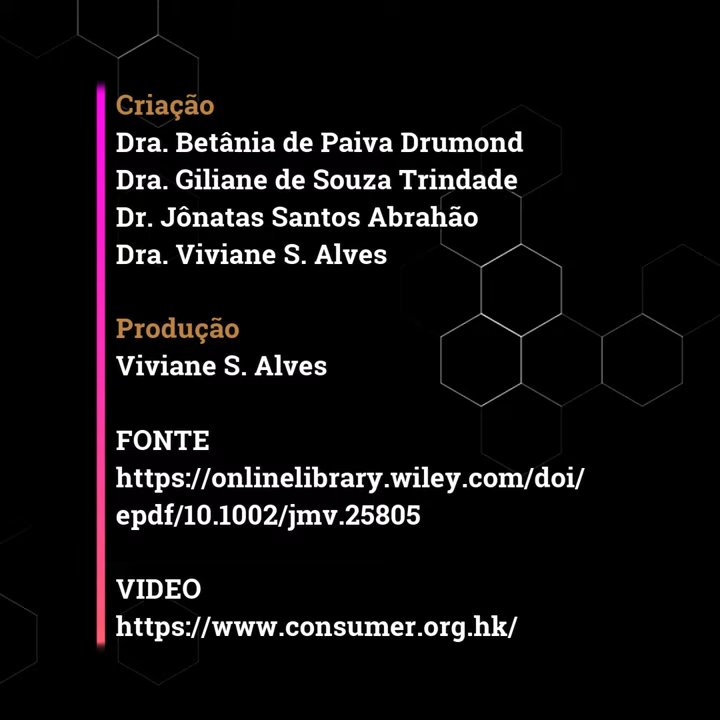 Criação
Dra. Betânia de Paiva Drumond
Dra. Giliane de Souza Trindade
Dr. Jônatas Santos Abrahão
Dra. Viviane S. Alves
Produção
Viviane S. Alves
FONTE
https://onlinelibrary.wiley.com/doi/
epdf/10.1002/jmv.25805
VIDEO
https://www.consumer.org.hk/